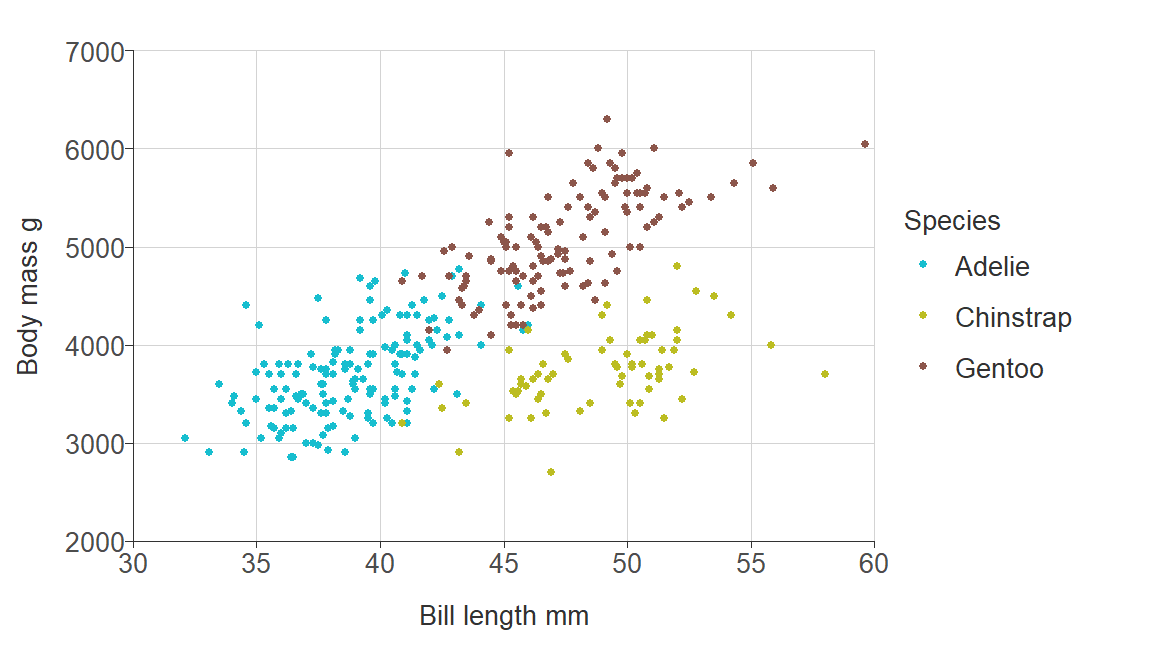 7000
6000
5000
4000
3000
2000
Body mass g
30 35 40 45 50 55 60
Bill length mm
Species
Adelie
Chinstrap
Gentoo